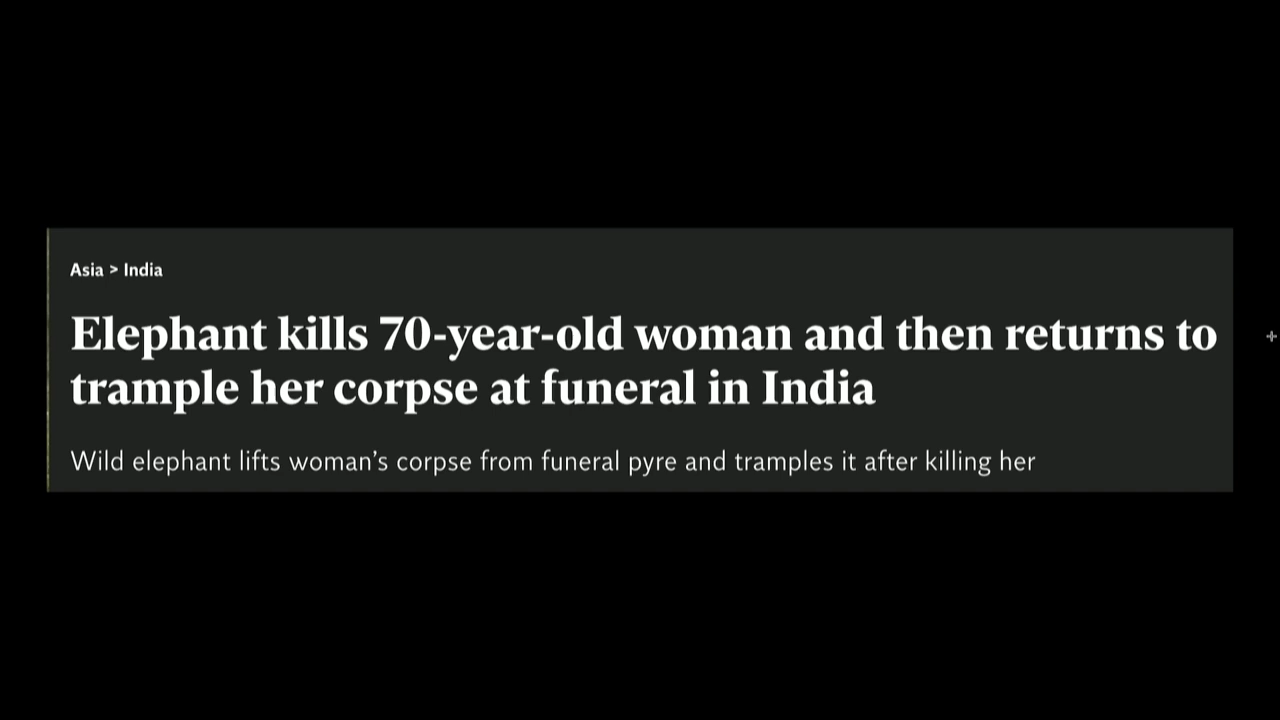 Asia > India
Elephant kills 70-year-old woman and then returns to
trample her corpse at funeral in India
Wild elephant lifts woman’s corpse from funeral pyre and tramples it after killing her